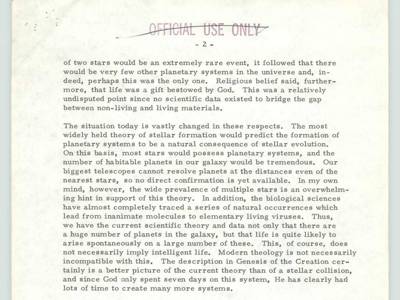 OFFICIAL USE ONLY
- 2 -
of two stars would be an extremely rare event, it followed that there
would be very few other planetary systems in the universe and, in-
deed, perhaps this was the only one. Religious belief said, further-
more, that life was a gift bestowed by God. This was a relatively
undisputed point since no scientific data existed to bridge the gap
between non-living and living materials.
The situation today is vastly changed in these respects. The most
widely held theory of stellar formation would predict the formation of
planetary systems to be a natural consequence of stellar evolution.
On this basis, most stars would possess planetary systems, and the
number of habitable planets in our galaxy would be tremendous. Our
biggest telescopes cannot resolve planets at the distances even of the
nearest stars, so no direct confirmation is yet available. In my own
mind, however, the wide prevalence of multiple stars is an overwhelm-
ing hint in support of this theory. In addition, the biological sciences
have almost completely traced a series of natural occurrences which
lead from inanimate molecules to elementary living viruses. Thus,
we have the current scientific theory and data not only that there are
a huge number of planets in the galaxy, but that life is quite likely to
arise spontaneously on a large number of these. This, of course, does
not necessarily imply intelligent life. Modern theology is not necessarily
incompatible with this. The description in Genesis of the Creation cer-
tainly is a better picture of the current theory than of a stellar collision,
and since God only spent seven days on this system, He has clearly had
lots of time to create many more systems.